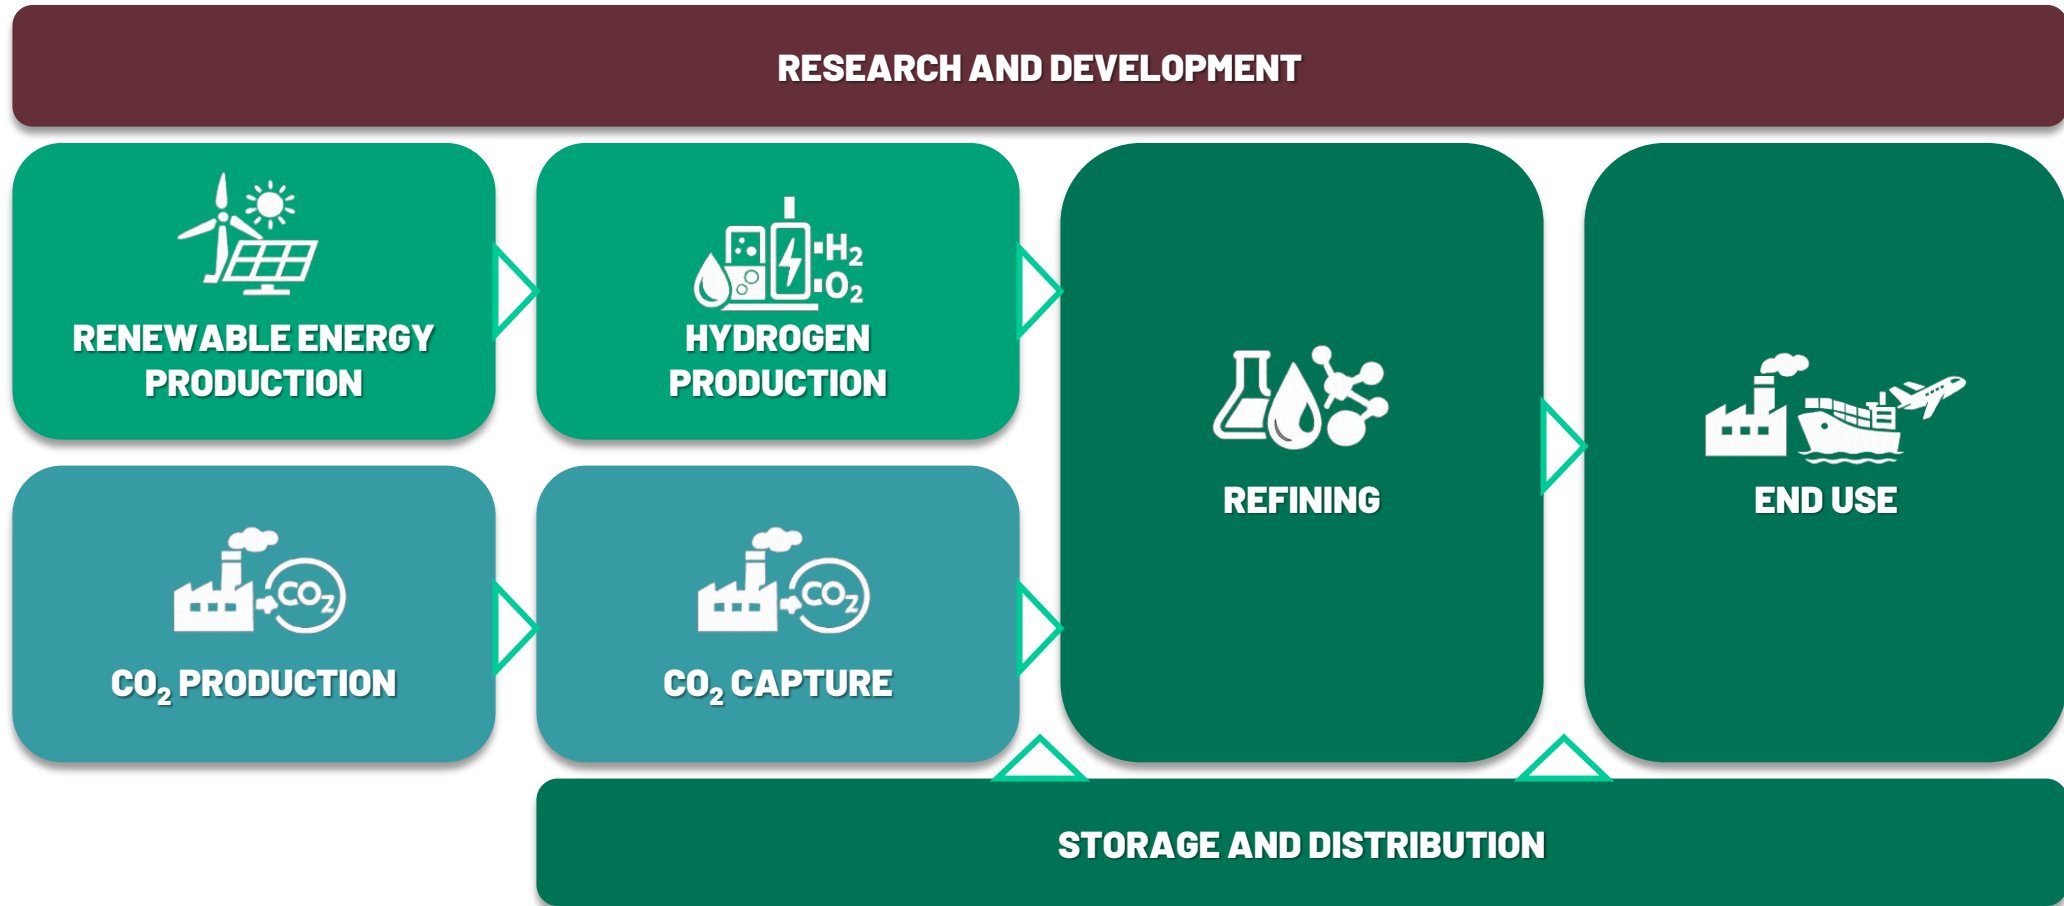 RESEARCH AND DEVELOPMENT
H₂
O₂
RENEWABLE ENERGY
PRODUCTION
HYDROGEN
PRODUCTION
REFINING
END USE
CO₂
CO₂ PRODUCTION
CO₂
CO₂ CAPTURE
STORAGE AND DISTRIBUTION